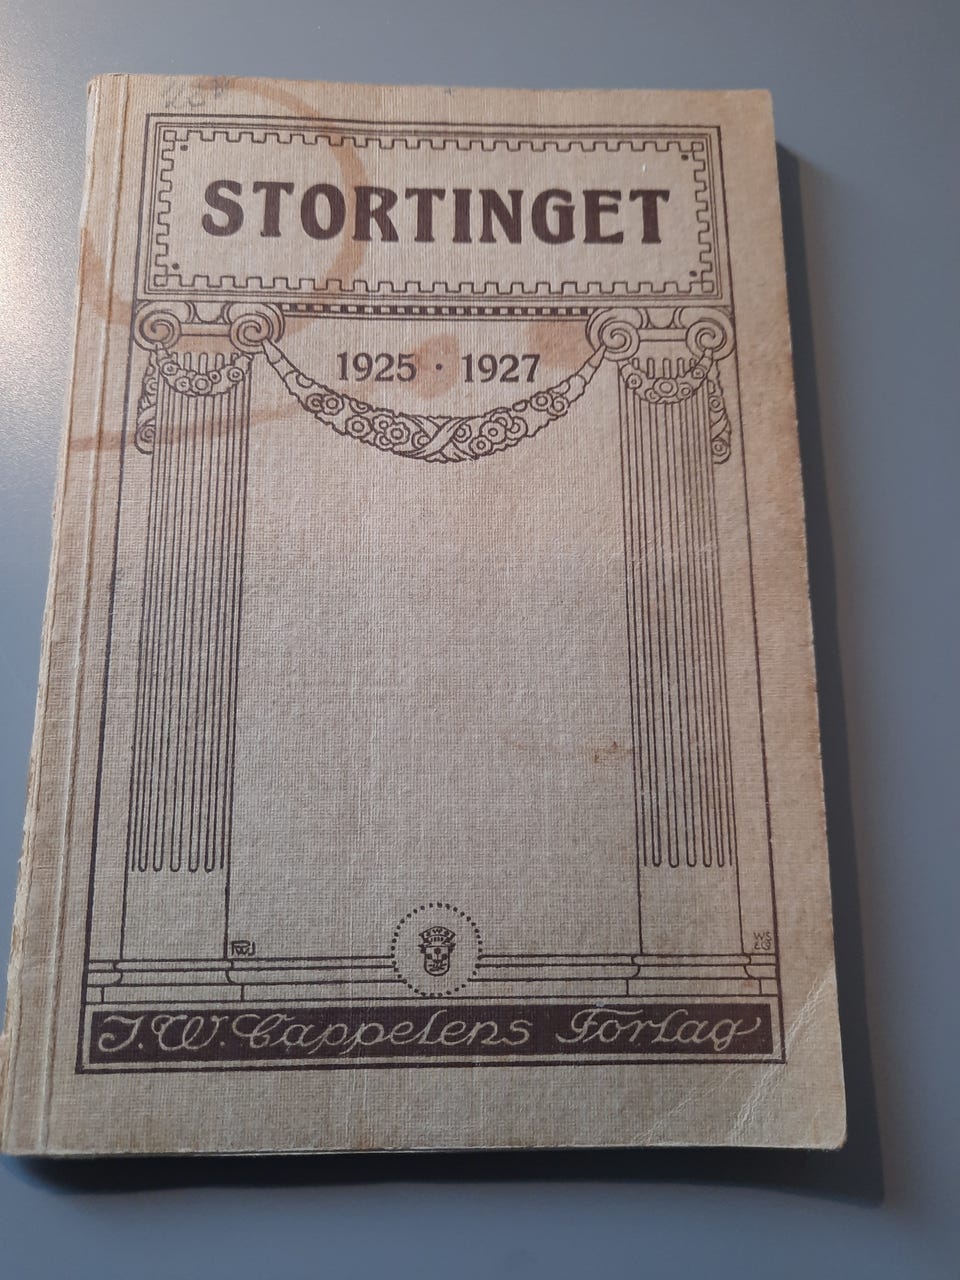 STORTINGET
1925 · 1927
J.W. Cappelens Forlag